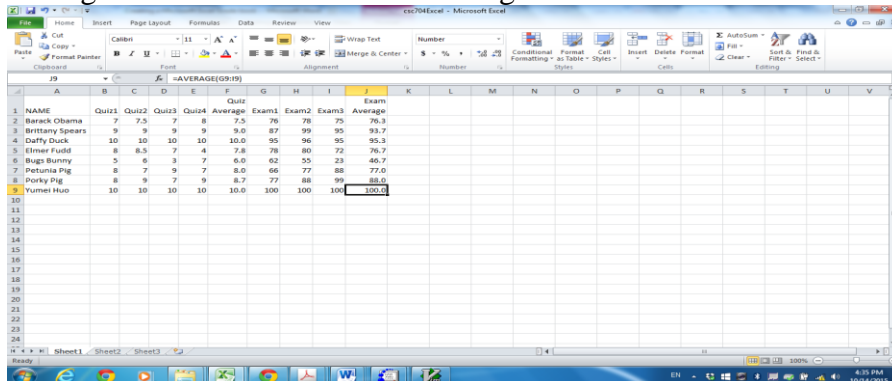 csc704Excel - Microsoft Excel
File Home Insert Page Layout Formulas Data Review View
Cut
Copy
Format Painter
Paste
Clipboard
Calibri 11
B I U
Font
Wrap Text
Merge & Center
Alignment
Number
$ % ,
Number
Conditional Formatting
Format as Table
Cell Styles
Styles
Insert Delete Format
Cells
AutoSum
Fill
Clear
Sort & Filter
Find & Select
Editing
J9 fx =AVERAGE(G9:I9)
A B C D E F G H I J K L M N O P Q R S T U V
Quiz Exam
1 NAME Quiz1 Quiz2 Quiz3 Quiz4 Average Exam1 Exam2 Exam3 Average
2 Barack Obama 7 7.5 7 8 7.5 76 78 75 76.3
3 Brittany Spears 9 9 9 9 9.0 87 99 95 93.7
4 Daffy Duck 10 10 10 10 10.0 95 96 95 95.3
5 Elmer Fudd 8 8.5 7 4 7.8 78 80 72 76.7
6 Bugs Bunny 5 6 3 7 6.0 62 55 23 46.7
7 Petunia Pig 8 7 9 7 8.0 66 77 88 77.0
8 Porky Pig 8 9 7 9 8.7 77 88 99 88.0
9 Yumei Huo 10 10 10 10 10.0 100 100 100 100.0
10
11
12
13
14
15
16
17
18
19
20
21
22
23
24
Sheet1 Sheet2 Sheet3
Ready 100%
EN 4:35 PM